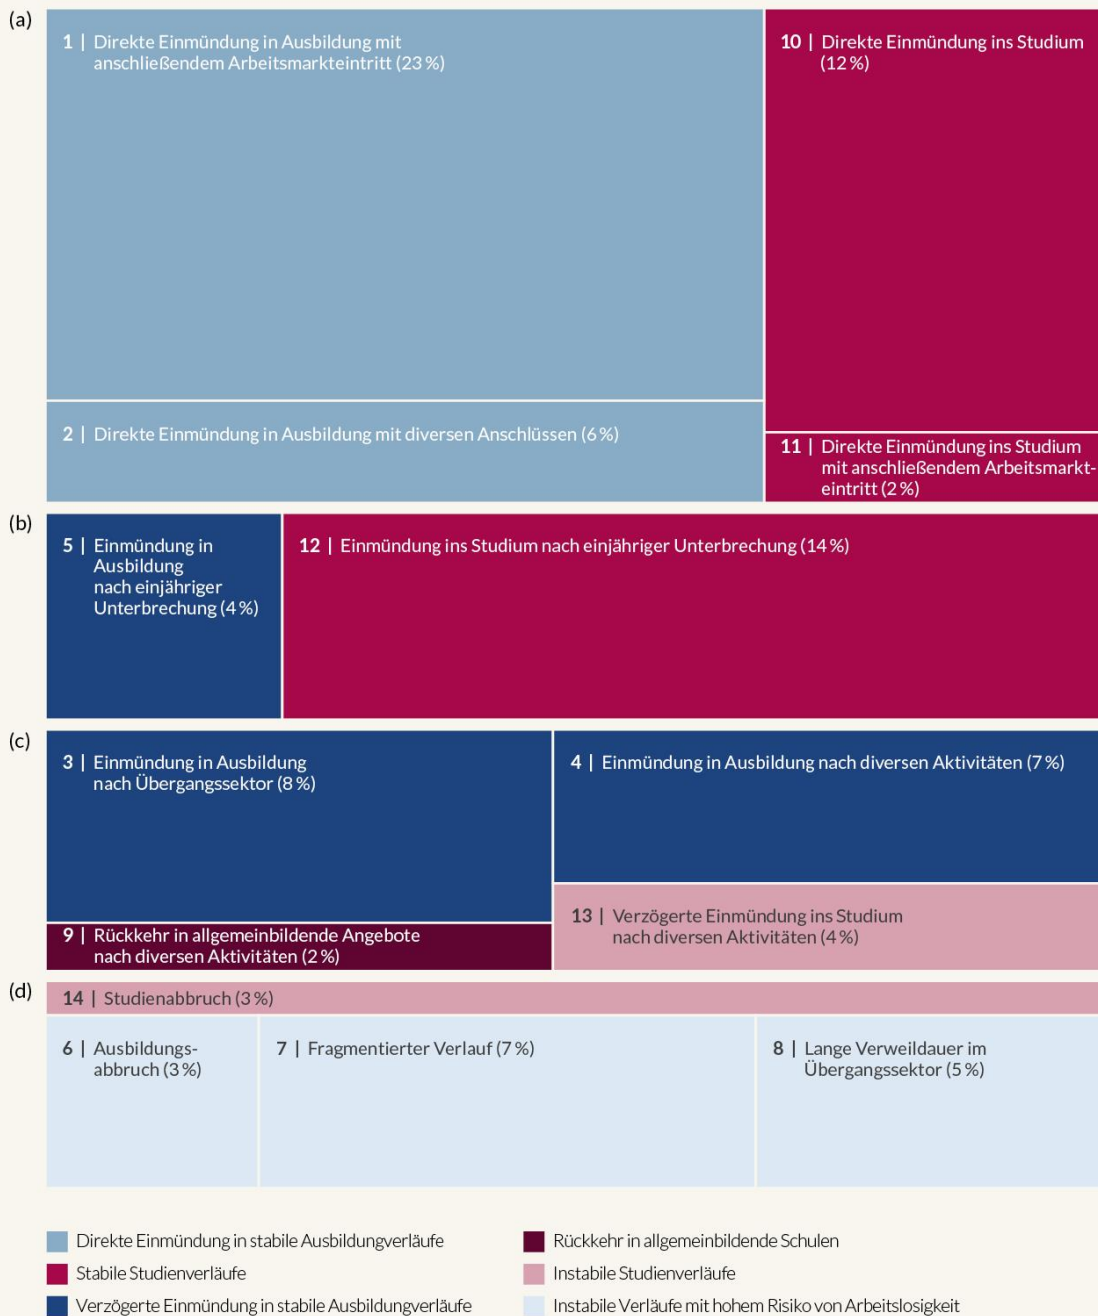 (a)
1 | Direkte Einmündung in Ausbildung mit
anschließendem Arbeitsmarkteintritt (23 %)
10 | Direkte Einmündung ins Studium
(12 %)
2 | Direkte Einmündung in Ausbildung mit diversen Anschlüssen (6 %)
11 | Direkte Einmündung ins Studium
mit anschließendem Arbeitsmarkt-
eintritt (2 %)
(b)
5 | Einmündung in
Ausbildung
nach einjähriger
Unterbrechung (4 %)
12 | Einmündung ins Studium nach einjähriger Unterbrechung (14 %)
(c)
3 | Einmündung in Ausbildung
nach Übergangssektor (8 %)
4 | Einmündung in Ausbildung nach diversen Aktivitäten (7 %)
9 | Rückkehr in allgemeinbildende Angebote
nach diversen Aktivitäten (2 %)
13 | Verzögerte Einmündung ins Studium
nach diversen Aktivitäten (4 %)
(d)
14 | Studienabbruch (3 %)
6 | Ausbildungs-
abbruch (3 %)
7 | Fragmentierter Verlauf (7 %)
8 | Lange Verweildauer im
Übergangssektor (5 %)
Direkte Einmündung in stabile Ausbildungverläufe
Stabile Studienverläufe
Verzögerte Einmündung in stabile Ausbildungverläufe
Rückkehr in allgemeinbildende Schulen
Instabile Studienverläufe
Instabile Verläufe mit hohem Risiko von Arbeitslosigkeit